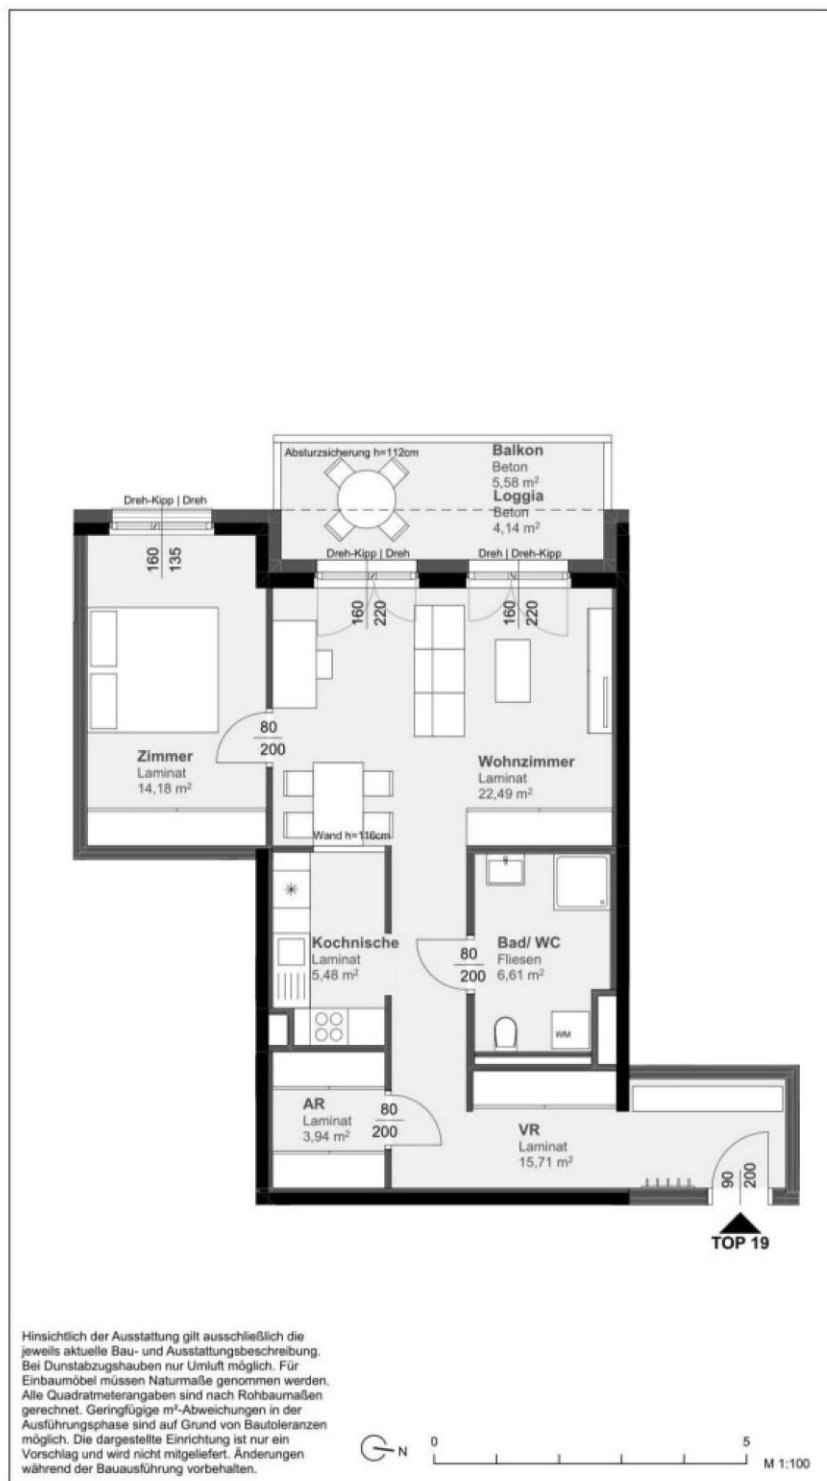 Absturzsicherung h=112cm
Balkon
Beton
5,58 m²
Loggia
Beton
4,14 m²
Dreh-Kipp | Dreh
160
135
Dreh-Kipp | Dreh
160
220
Dreh | Dreh-Kipp
160
220
Zimmer
Laminat
14,18 m²
80
200
Wohnzimmer
Laminat
22,49 m²
Wand h=116cm
Kochnische
Laminat
5,48 m²
80
200
Bad/ WC
Fliesen
6,61 m²
WM
AR
Laminat
3,94 m²
80
200
VR
Laminat
15,71 m²
90
200
TOP 19
Hinsichtlich der Ausstattung gilt ausschließlich die
jeweils aktuelle Bau- und Ausstattungsbeschreibung.
Bei Dunstabzugshauben nur Umluft möglich. Für
Einbaumöbel müssen Naturmaße genommen werden.
Alle Quadratmeterangaben sind nach Rohbaumaßen
gerechnet. Geringfügige m²-Abweichungen in der
Ausführungsphase sind auf Grund von Bautoleranzen
möglich. Die dargestellte Einrichtung ist nur ein
Vorschlag und wird nicht mitgeliefert. Änderungen
während der Bauausführung vorbehalten.
N
0
5
M 1:100